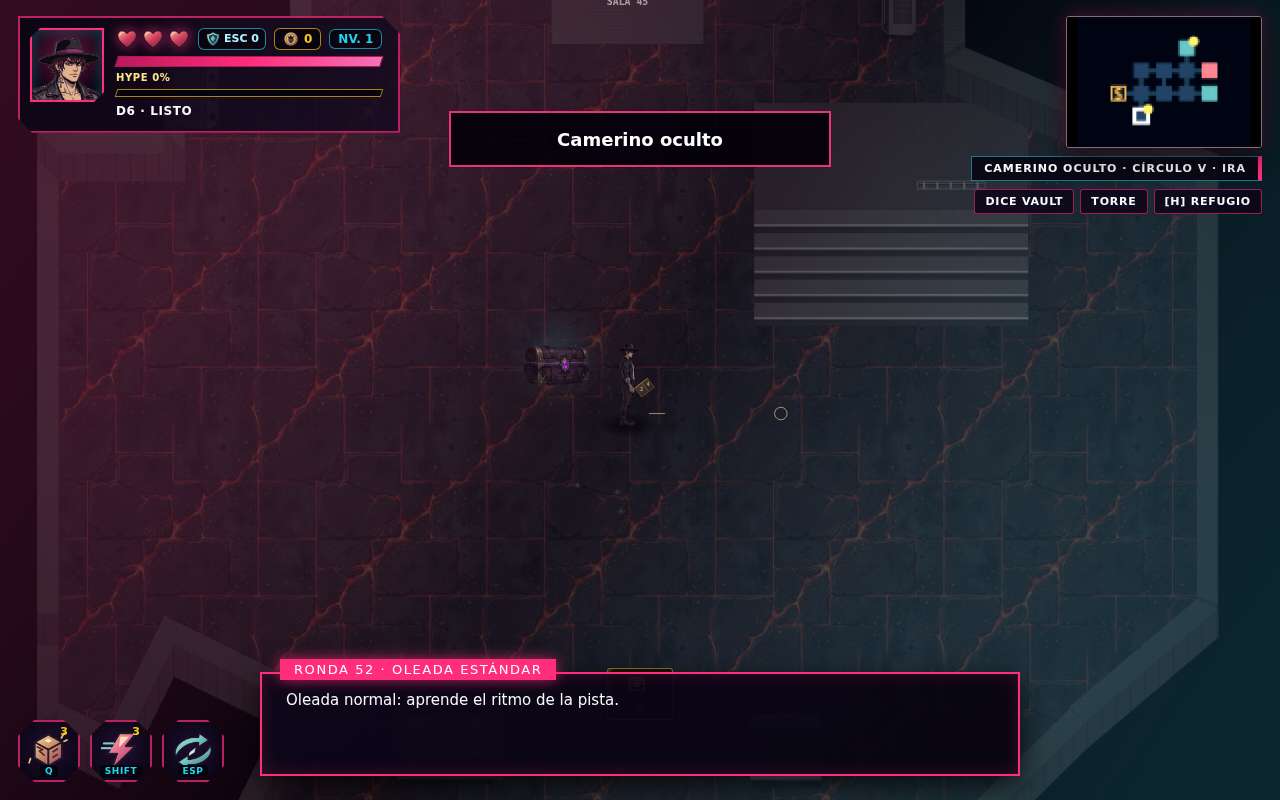 SALA 45
ESC 0
0
NV. 1
HYPE 0%
D6 · LISTO
Camerino oculto
CAMERINO OCULTO · CÍRCULO V · IRA
DICE VAULT
TORRE
[H] REFUGIO
RONDA 52 · OLEADA ESTÁNDAR
Oleada normal: aprende el ritmo de la pista.
3
Q
3
SHIFT
ESP